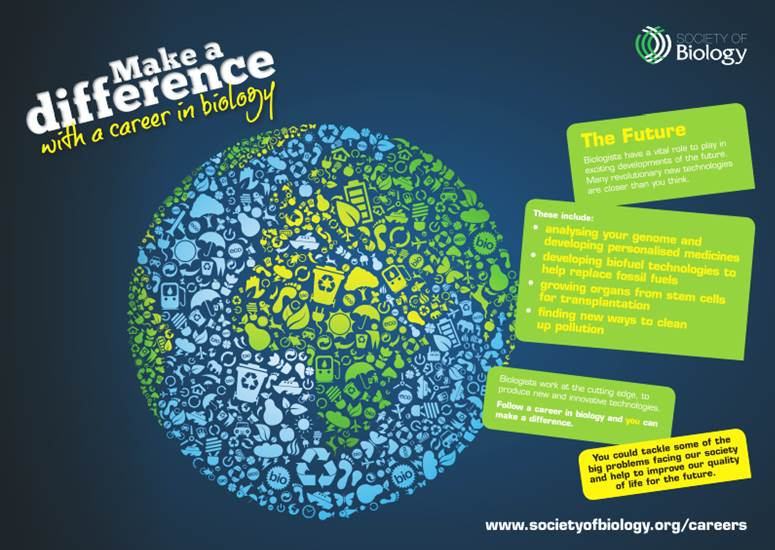 Make a
difference
with a career in biology
SOCIETY OF
Biology
The Future
Biologists have a vital role to play in
exciting developments of the future.
Many revolutionary new technologies
are closer than you think.
These include:
• analysing your genome and
developing personalised medicines
• developing biofuel technologies to
help replace fossil fuels
• growing organs from stem cells
for transplantation
• finding new ways to clean
up pollution
Biologists work at the cutting edge, to
produce new and innovative technologies.
Follow a career in biology and you can
make a difference.
You could tackle some of the
big problems facing our society
and help to improve our quality
of life for the future.
www.societyofbiology.org/careers
eco
bio
bio
bio